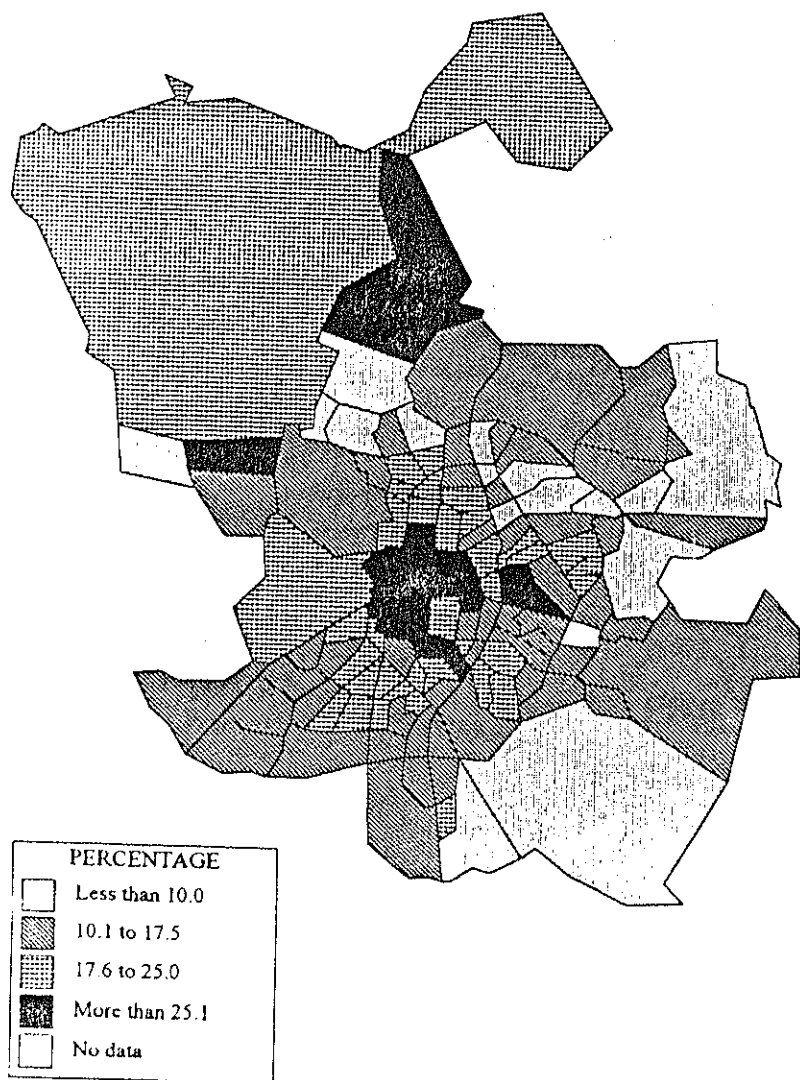 PERCENTAGE
Less than 10.0
10.1 to 17.5
17.6 to 25.0
More than 25.1
No data